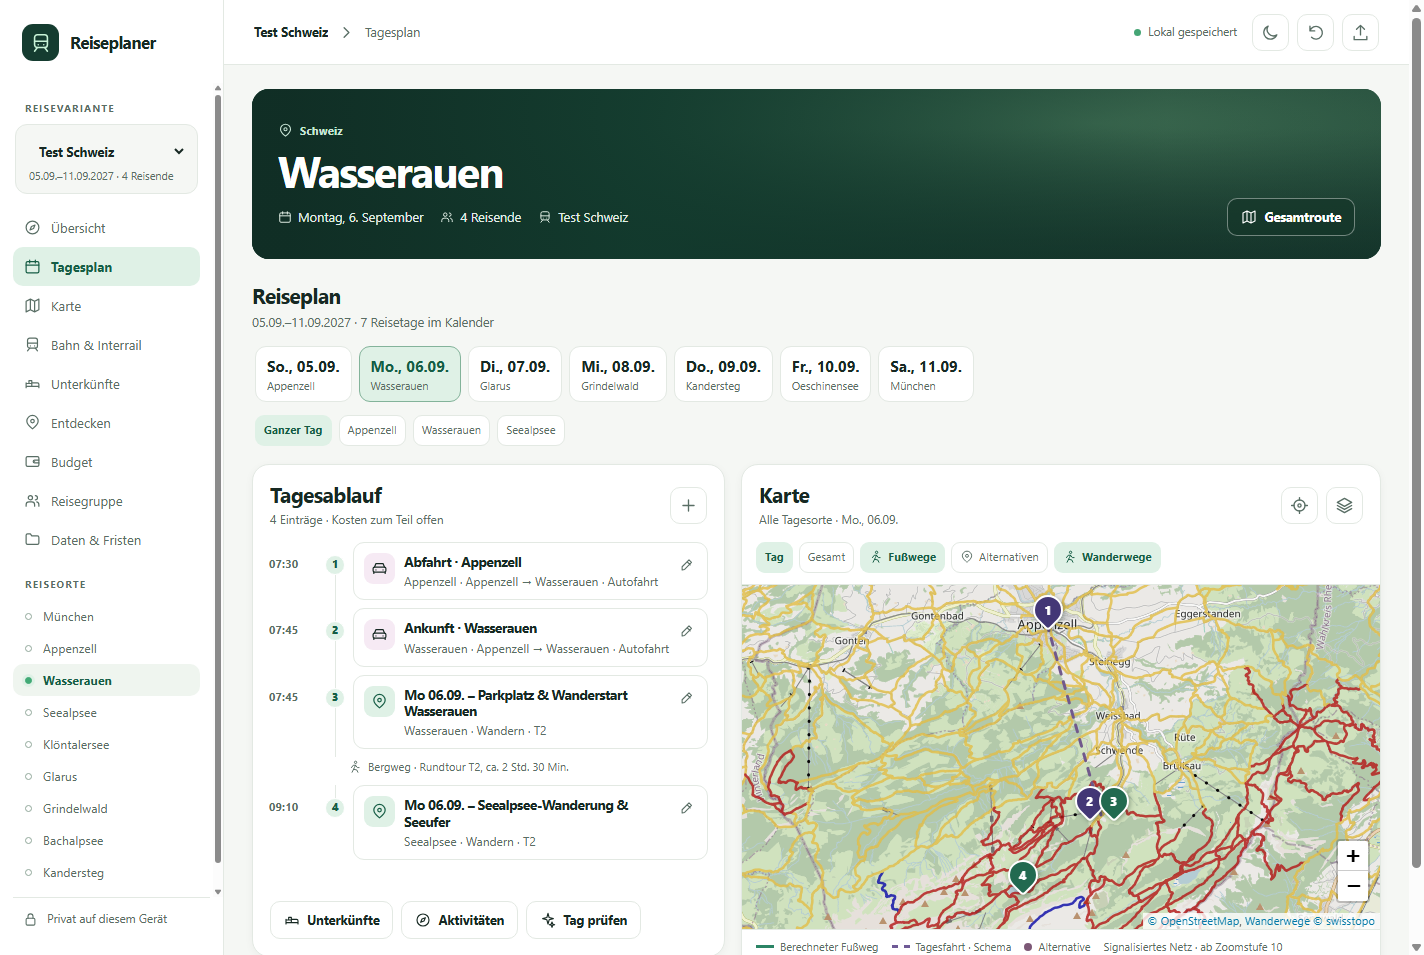 Reiseplaner
REISEVARIANTE
Test Schweiz
05.09.–11.09.2027 · 4 Reisende
Übersicht
Tagesplan
Karte
Bahn & Interrail
Unterkünfte
Entdecken
Budget
Reisegruppe
Daten & Fristen
REISEORTE
München
Appenzell
Wasserauen
Seealpsee
Klöntalersee
Glarus
Grindelwald
Bachalpsee
Kandersteg
Privat auf diesem Gerät
Test Schweiz > Tagesplan
Lokal gespeichert
Schweiz
Wasserauen
Montag, 6. September 4 Reisende Test Schweiz
Gesamtroute
Reiseplan
05.09.–11.09.2027 · 7 Reisetage im Kalender
So., 05.09. Mo., 06.09. Di., 07.09. Mi., 08.09. Do., 09.09. Fr., 10.09. Sa., 11.09.
Appenzell Wasserauen Glarus Grindelwald Kandersteg Oeschinensee München
Ganzer Tag Appenzell Wasserauen Seealpsee
Tagesablauf
4 Einträge · Kosten zum Teil offen
07:30 1 Abfahrt · Appenzell
Appenzell · Appenzell → Wasserauen · Autofahrt
07:45 2 Ankunft · Wasserauen
Wasserauen · Appenzell → Wasserauen · Autofahrt
07:45 3 Mo 06.09. – Parkplatz & Wanderstart
Wasserauen
Wasserauen · Wandern · T2
Bergweg · Rundtour T2, ca. 2 Std. 30 Min.
09:10 4 Mo 06.09. – Seealpsee-Wanderung &
Seeufer
Seealpsee · Wandern · T2
Unterkünfte Aktivitäten Tag prüfen
Karte
Alle Tagesorte · Mo., 06.09.
Tag Gesamt Fußwege Alternativen Wanderwege
1
Gontenbad
Eggerstanden
Gonten
Steinegg
Weissbad
Rüte
Schwende
Brülisau
2 3
4
+
−
© OpenStreetMap, Wanderwege © swisstopo
Berechneter Fußweg Tagesfahrt · Schema Alternative Signalisiertes Netz · ab Zoomstufe 10